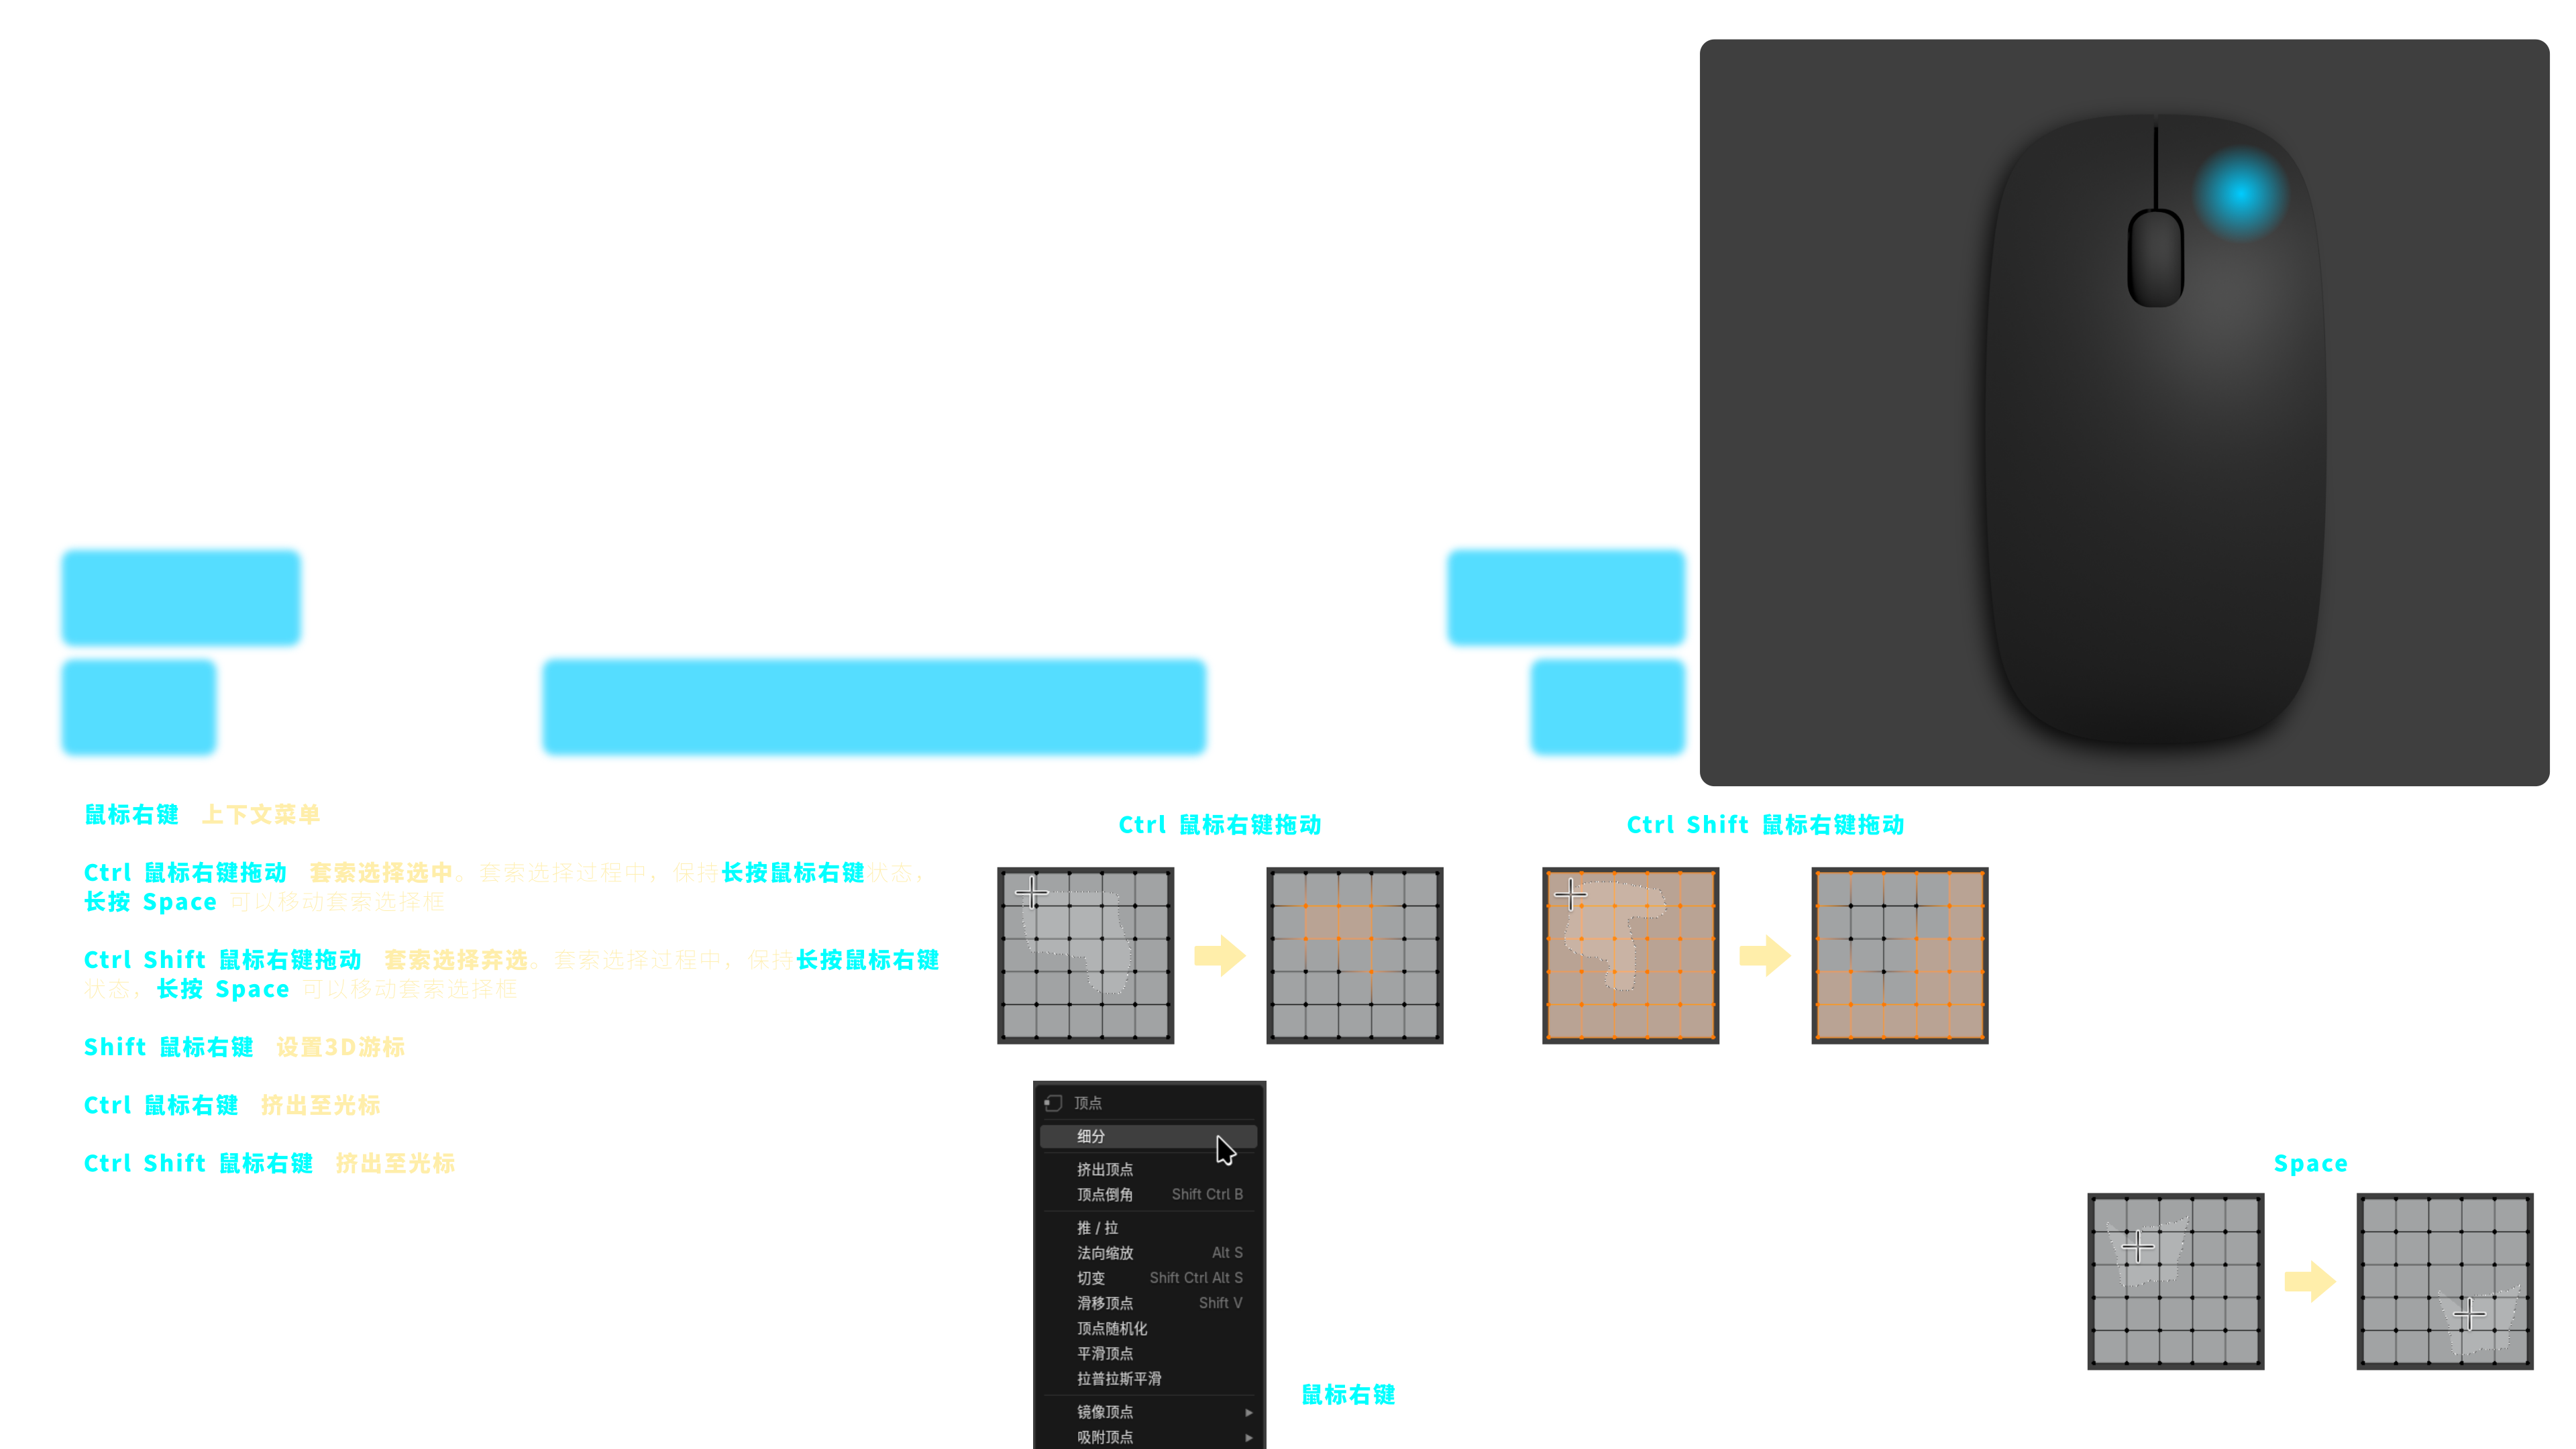 鼠标右键 上下文菜单
Ctrl 鼠标右键拖动 套索选择选中。套索选择过程中，保持长按鼠标右键状态，
长按 Space 可以移动套索选择框
Ctrl Shift 鼠标右键拖动 套索选择弃选。套索选择过程中，保持长按鼠标右键
状态，长按 Space 可以移动套索选择框
Shift 鼠标右键 设置3D游标
Ctrl 鼠标右键 挤出至光标
Ctrl Shift 鼠标右键 挤出至光标
Ctrl 鼠标右键拖动
Ctrl Shift 鼠标右键拖动
顶点
细分
挤出顶点
顶点倒角 Shift Ctrl B
推 / 拉
法向缩放 Alt S
切变 Shift Ctrl Alt S
滑移顶点 Shift V
顶点随机化
平滑顶点
拉普拉斯平滑
镜像顶点
吸附顶点
鼠标右键
Space